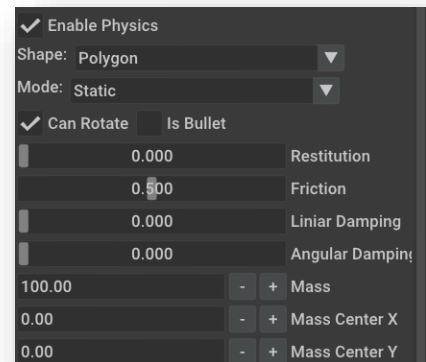 Enable Physics
Shape: Polygon
Mode: Static
Can Rotate Is Bullet
0.000 Restitution
0.500 Friction
0.000 Liniar Damping
0.000 Angular Damping
100.00 - + Mass
0.00 - + Mass Center X
0.00 - + Mass Center Y